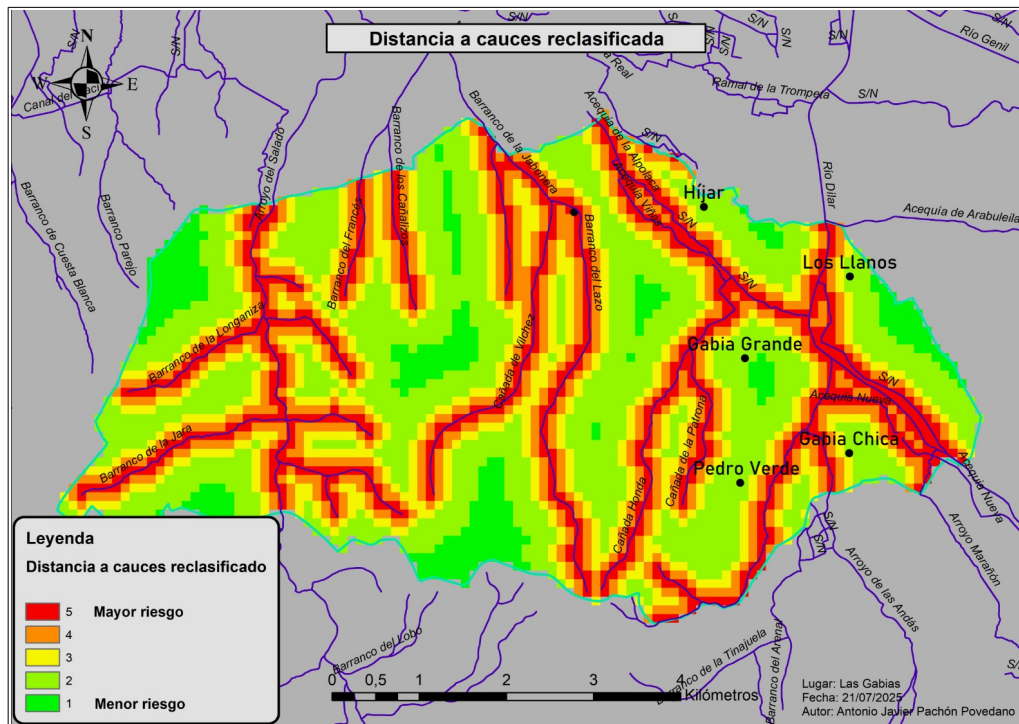 Distancia a cauces reclasificada
N
W
E
S
S/N
S/N
Arroyo del Salado
Barranco de Cuesta Blanca
Barranco Parejo
Barranco del Francés
Barranco de los Cañalizos
Barranco de la Jabonera
Barranco del Lazo
Acequia de la Alpolaca
Acequia Viñas
S/N
S/N
Ramal de la Trompeta
S/N
Río Genil
S/N
Río Dilar
Acequia de Arabuleila
Híjar
Los Llanos
S/N
Gabia Grande
S/N
Acequia Nueva
Gabia Chica
Pedro Verde
Barranco de la Longaniza
Barranco de la Jara
Cañada de Vilchez
Cañada Honda
Cañada de la Patrona
Acequia Nueva
Arroyo Marañón
S/N
S/N
Arroyo de las Andas
Barranco del Lobo
Barranco de la Tinajuela
Barranco del Arenal
S/N
Leyenda
Distancia a cauces reclasificado
5 Mayor riesgo
4
3
2
1 Menor riesgo
0 0,5 1 2 3 4
Kilómetros
Lugar: Las Gabias
Fecha: 21/07/2025
Autor: Antonio Javier Pachón Povedano